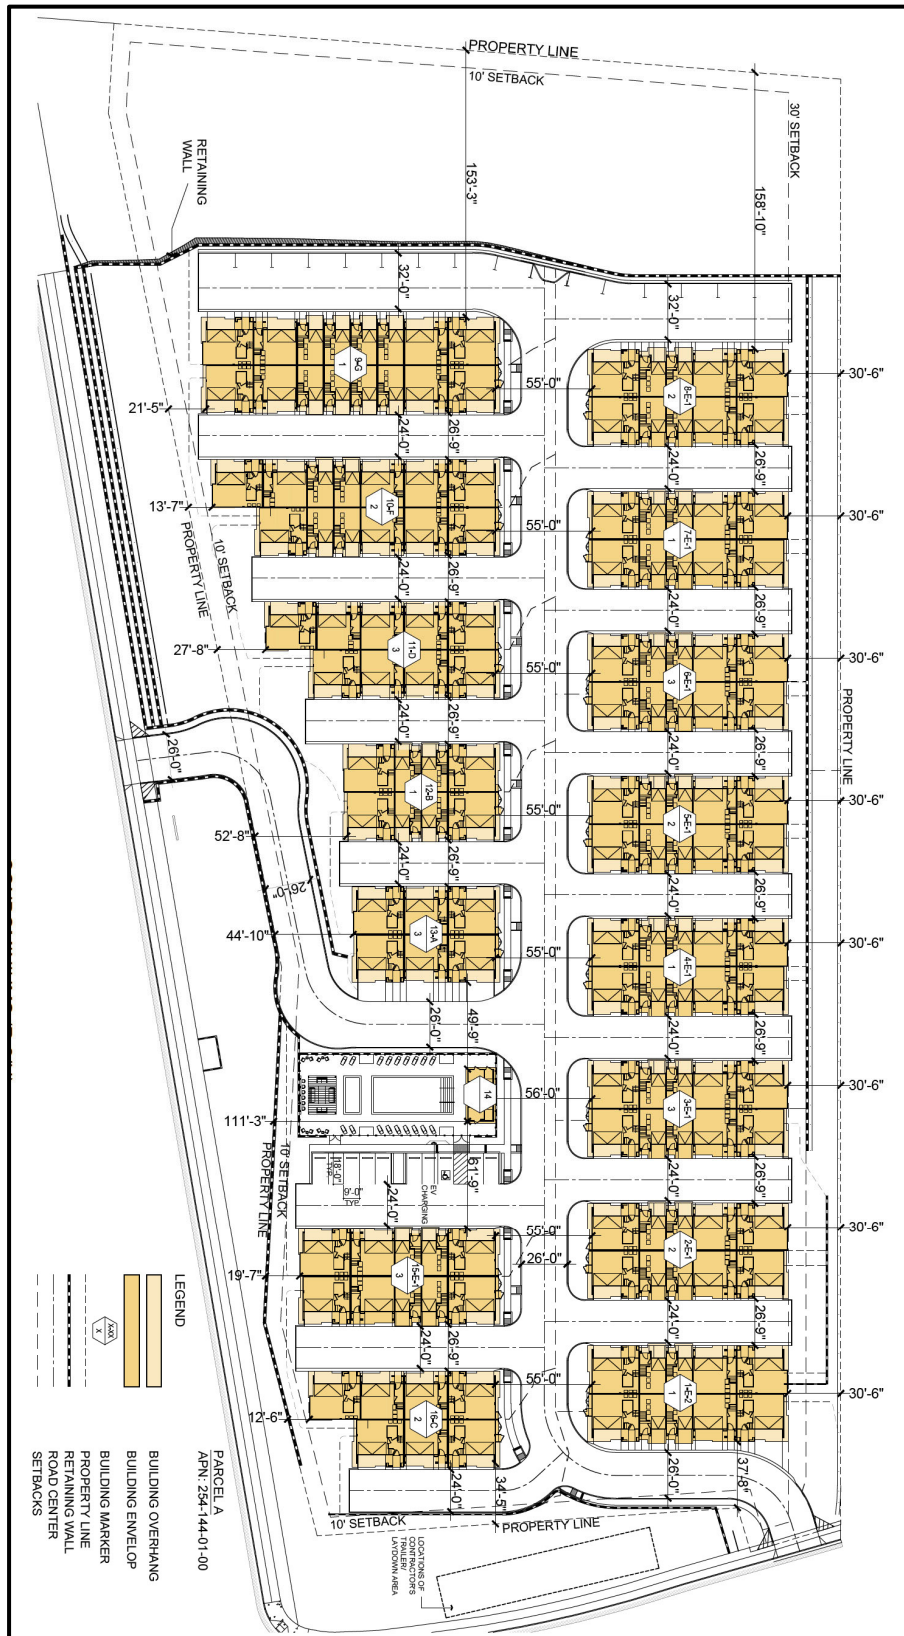 PROPERTY LINE
10' SETBACK
30' SETBACK
RETAINING
WALL
153'-3"
158'-10"
32'-0"
32'-0"
9-G
1
8-E-1
2
30'-6"
55'-0"
21'-5"
24'-0"
26'-9"
24'-0"
26'-9"
10-F
2
7-E-1
1
30'-6"
55'-0"
13'-7"
PROPERTY LINE
10' SETBACK
24'-0"
26'-9"
24'-0"
26'-9"
11-D
3
6-E-1
3
30'-6"
55'-0"
27'-8"
PROPERTY LINE
24'-0"
26'-9"
24'-0"
26'-9"
26'-0"
12-B
1
5-E-1
2
30'-6"
55'-0"
52'-8"
24'-0"
26'-9"
24'-0"
26'-9"
26'-0"
13-A
3
4-E-1
1
30'-6"
55'-0"
44'-10"
26'-0"
49'-9"
24'-0"
26'-9"
14
3-E-1
3
30'-6"
56'-0"
111'-3"
10' SETBACK
PROPERTY LINE
18'-0"
TYP.
9'-0"
TYP
24'-0"
EV
CHARGING
61'-9"
24'-0"
26'-9"
15-E-1
3
2-E-1
2
30'-6"
55'-0"
26'-0"
19'-7"
24'-0"
26'-9"
24'-0"
26'-9"
16-C
2
1-E-2
1
30'-6"
55'-0"
12'-6"
24'-0"
34'-5"
26'-0"
37'-8"
10' SETBACK
PROPERTY LINE
LOCATIONS OF
CONTRACTOR'S
TRAILER/
LAYDOWN AREA
PARCEL A
APN: 254-144-01-00
LEGEND
BUILDING OVERHANG
BUILDING ENVELOP
X-XX
X
BUILDING MARKER
PROPERTY LINE
RETAINING WALL
ROAD CENTER
SETBACKS